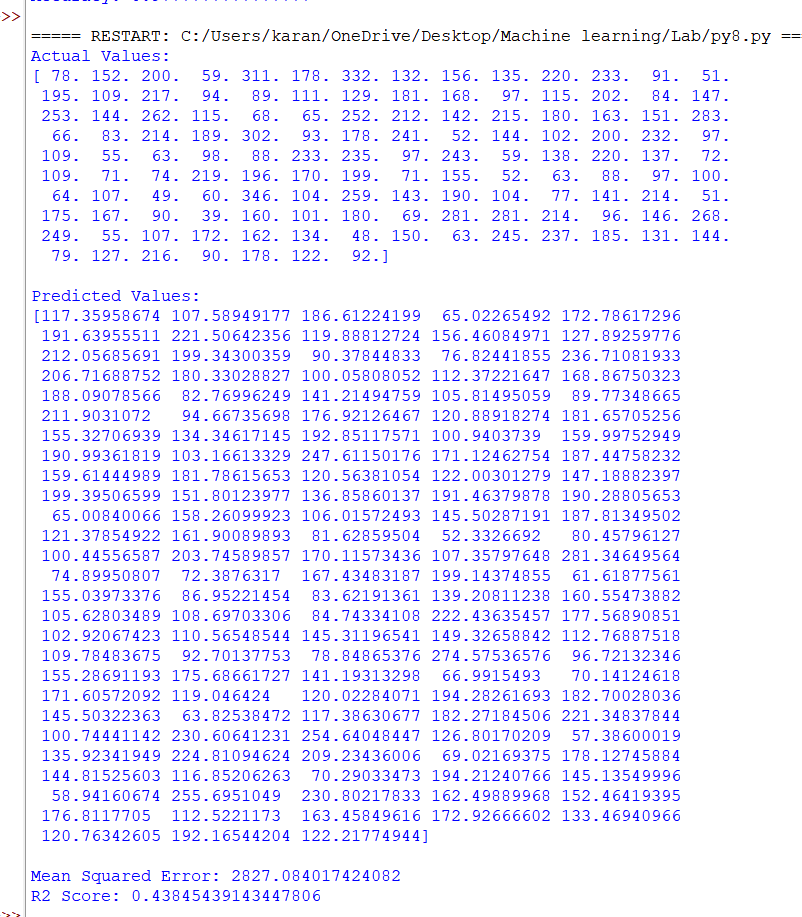 >>
===== RESTART: C:/Users/karan/OneDrive/Desktop/Machine learning/Lab/py8.py ==
Actual Values:
[ 78. 152. 200.  59. 311. 178. 332. 132. 156. 135. 220. 233.  91.  51.
 195. 109. 217.  94.  89. 111. 129. 181. 168.  97. 115. 202.  84. 147.
 253. 144. 262. 115.  68.  65. 252. 212. 142. 215. 180. 163. 151. 283.
  66.  83. 214. 189. 302.  93. 178. 241.  52. 144. 102. 200. 232.  97.
 109.  55.  63.  98.  88. 233. 235.  97. 243.  59. 138. 220. 137.  72.
 109.  71.  74. 219. 196. 170. 199.  71. 155.  52.  63.  88.  97. 100.
  64. 107.  49.  60. 346. 104. 259. 143. 190. 104.  77. 141. 214.  51.
 175. 167.  90.  39. 160. 101. 180.  69. 281. 281. 214.  96. 146. 268.
 249.  55. 107. 172. 162. 134.  48. 150.  63. 245. 237. 185. 131. 144.
  79. 127. 216.  90. 178. 122.  92.]
Predicted Values:
[117.35958674 107.58949177 186.61224199  65.02265492 172.78617296
 191.63955511 221.50642356 119.88812724 156.46084971 127.89259776
 212.05685691 199.34300359  90.37844833  76.82441855 236.71081933
 206.71688752 180.33028827 100.05808052 112.37221647 168.86750323
 188.09078566  82.76996249 141.21494759 105.81495059  89.77348665
 211.9031072   94.66735698 176.92126467 120.88918274 181.65705256
 155.32706939 134.34617145 192.85117571 100.9403739  159.99752949
 190.99361819 103.16613329 247.61150176 171.12462754 187.44758232
 159.61444989 181.78615653 120.56381054 122.00301279 147.18882397
 199.39506599 151.80123977 136.85860137 191.46379878 190.28805653
  65.00840066 158.26099923 106.01572493 145.50287191 187.81349502
 121.37854922 161.90089893  81.62859504  52.3326692   80.45796127
 100.44556587 203.74589857 170.11573436 107.35797648 281.34649564
  74.89950807  72.3876317  167.43483187 199.14374855  61.61877561
 155.03973376  86.95221454  83.62191361 139.20811238 160.55473882
 105.62803489 108.69703306  84.74334108 222.43635457 177.56890851
 102.92067423 110.56548544 145.31196541 149.32658842 112.76887518
 109.78483675  92.70137753  78.84865376 274.57536576  96.72132346
 155.28691193 175.68661727 141.19313298  66.9915493   70.14124618
 171.60572092 119.046424   120.02284071 194.28261693 182.70028036
 145.50322363  63.82538472 117.38630677 182.27184506 221.34837844
 100.74441142 230.60641231 254.64048447 126.80170209  57.38600019
 135.92341949 224.81094624 209.23436006  69.02169375 178.12745884
 144.81525603 116.85206263  70.29033473 194.21240766 145.13549996
  58.94160674 255.6951049  230.80217833 162.49889968 152.46419395
 176.8117705  112.5221173  163.45849616 172.92666602 133.46940966
 120.76342605 192.16544204 122.21774944]
Mean Squared Error: 2827.084017424082
R2 Score: 0.43845439143447806